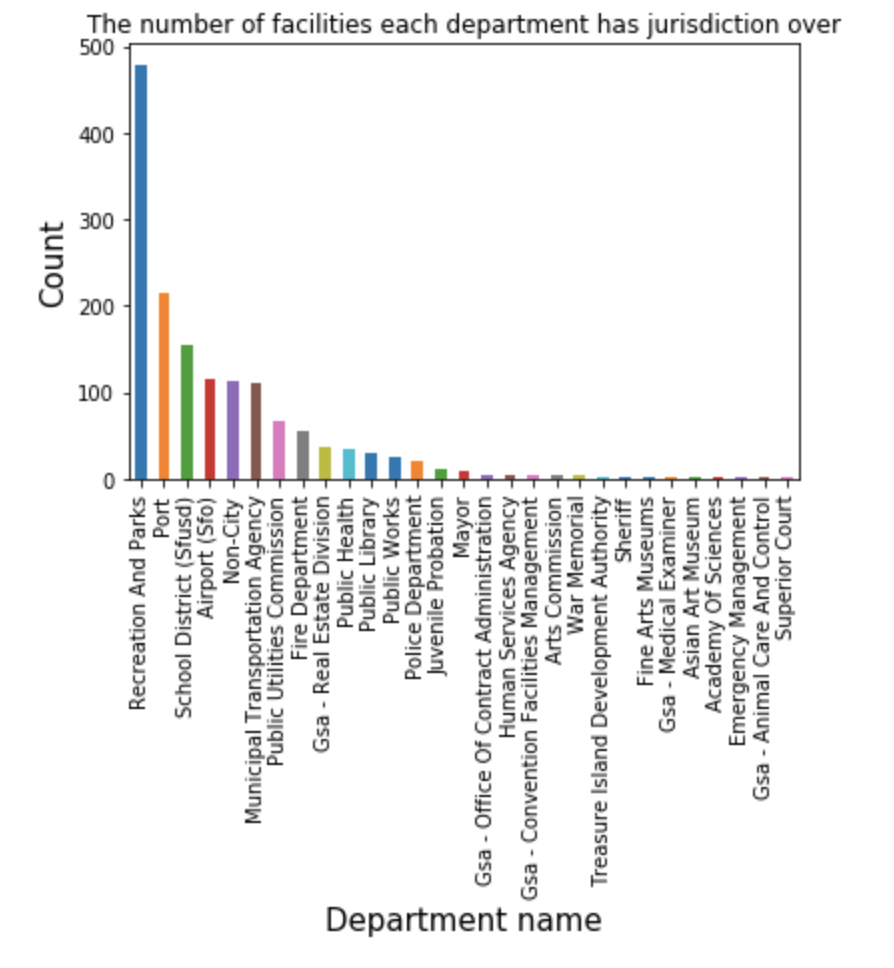 The number of facilities each department has jurisdiction over
500
400
300
200
100
0
Count
Recreation And Parks
Port
School District (Sfusd)
Airport (Sfo)
Non-City
Municipal Transportation Agency
Public Utilities Commission
Fire Department
Gsa - Real Estate Division
Public Health
Public Library
Public Works
Police Department
Juvenile Probation
Mayor
Gsa - Office Of Contract Administration
Human Services Agency
Gsa - Convention Facilities Management
Arts Commission
War Memorial
Treasure Island Development Authority
Sheriff
Fine Arts Museums
Gsa - Medical Examiner
Asian Art Museum
Academy Of Sciences
Emergency Management
Gsa - Animal Care And Control
Superior Court
Department name